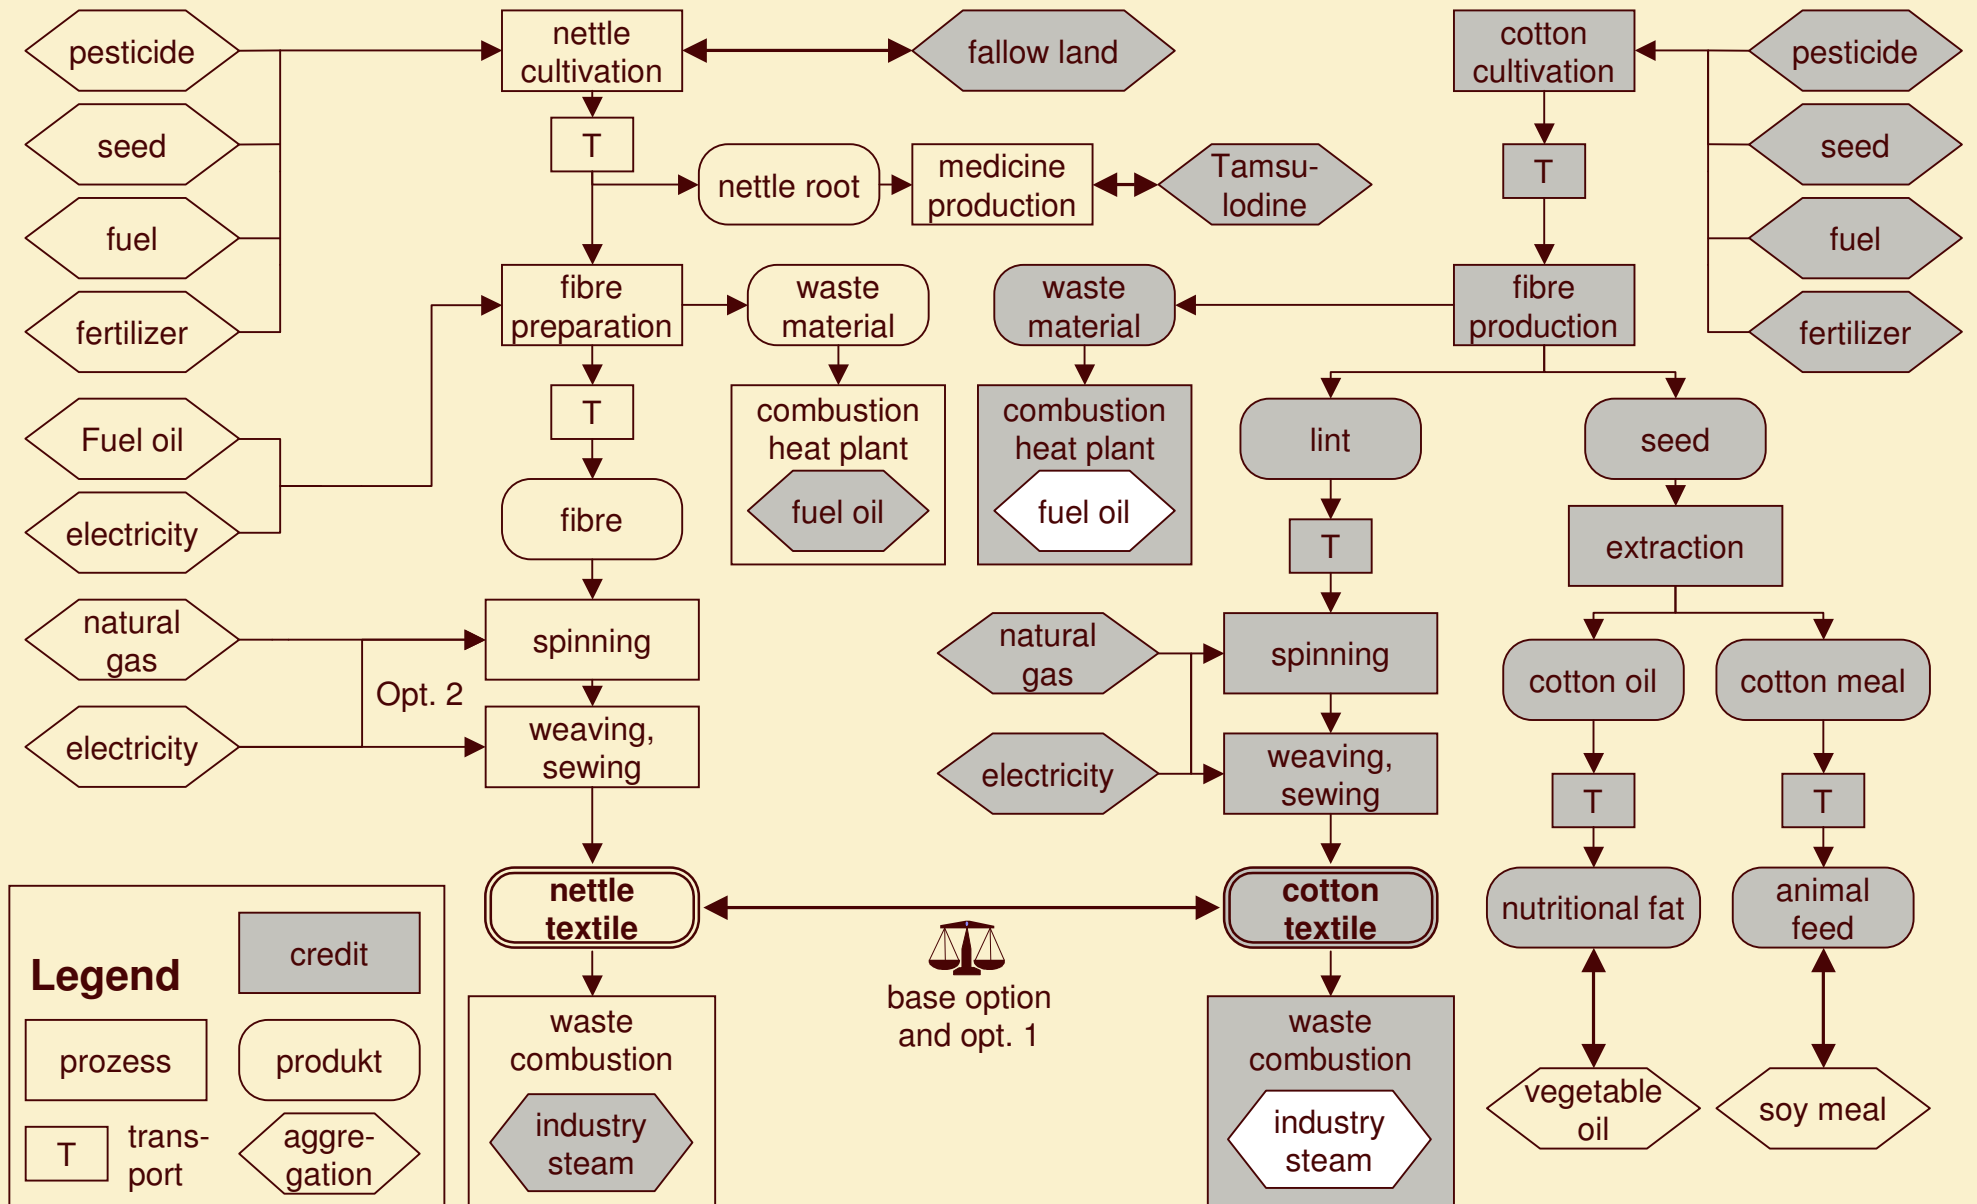 pesticide
seed
fuel
fertilizer
Fuel oil
electricity
natural
gas
electricity
Opt. 2
nettle
cultivation
T
fibre
preparation
T
fibre
spinning
weaving,
sewing
nettle
textile
waste
combustion
industry
steam
fallow land
nettle root
medicine
production
Tamsu-
lodine
waste
material
combustion
heat plant
fuel oil
waste
material
combustion
heat plant
fuel oil
natural
gas
electricity
base option
and opt. 1
cotton
cultivation
T
fibre
production
lint
T
spinning
weaving,
sewing
cotton
textile
waste
combustion
industry
steam
pesticide
seed
fuel
fertilizer
seed
extraction
cotton oil
T
nutritional fat
vegetable
oil
cotton meal
T
animal
feed
soy meal
Legend
credit
prozess
produkt
T
trans-
port
aggre-
gation